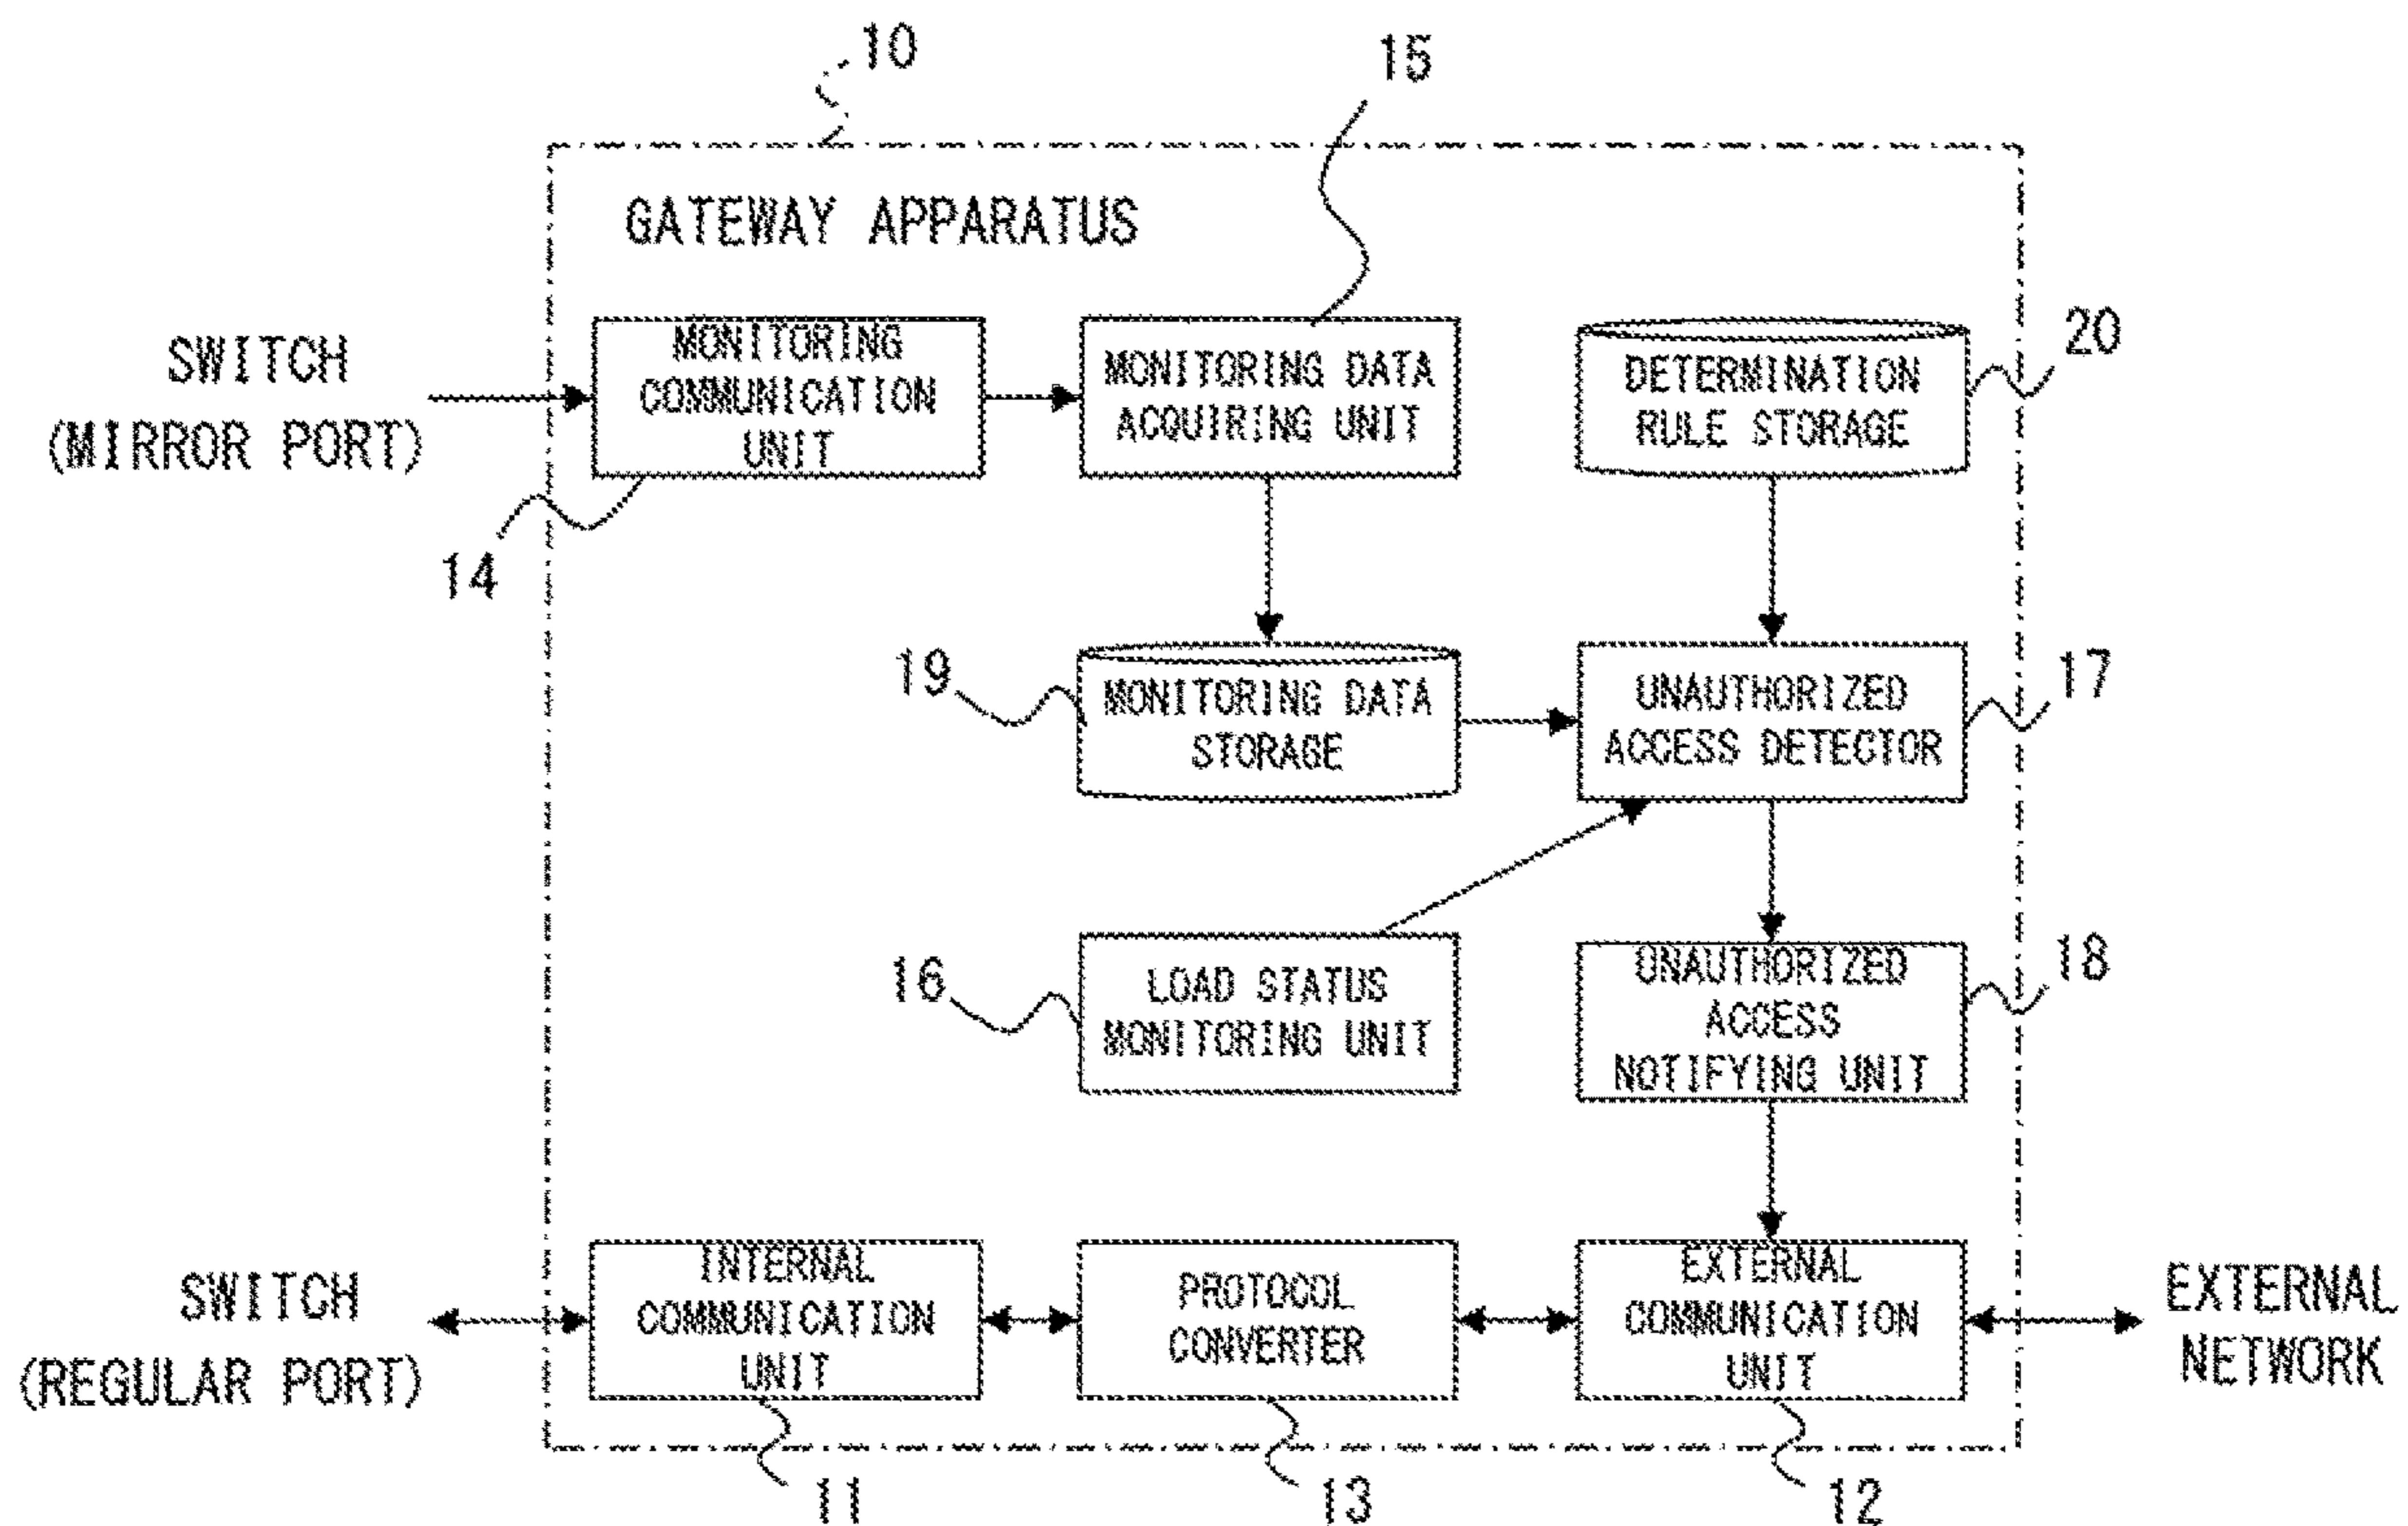 10
15
GATEWAY APPARATUS
SWITCH
(MIRROR PORT)
MONITORING
COMMUNICATION
UNIT
MONITORING DATA
ACQUIRING UNIT
DETERMINATION
RULE STORAGE
20
14
19
MONITORING DATA
STORAGE
UNAUTHORIZED
ACCESS DETECTOR
17
16
LOAD STATUS
MONITORING UNIT
UNAUTHORIZED
ACCESS
NOTIFYING UNIT
18
SWITCH
(REGULAR PORT)
INTERNAL
COMMUNICATION
UNIT
PROTOCOL
CONVERTER
EXTERNAL
COMMUNICATION
UNIT
EXTERNAL
NETWORK
11
13
12